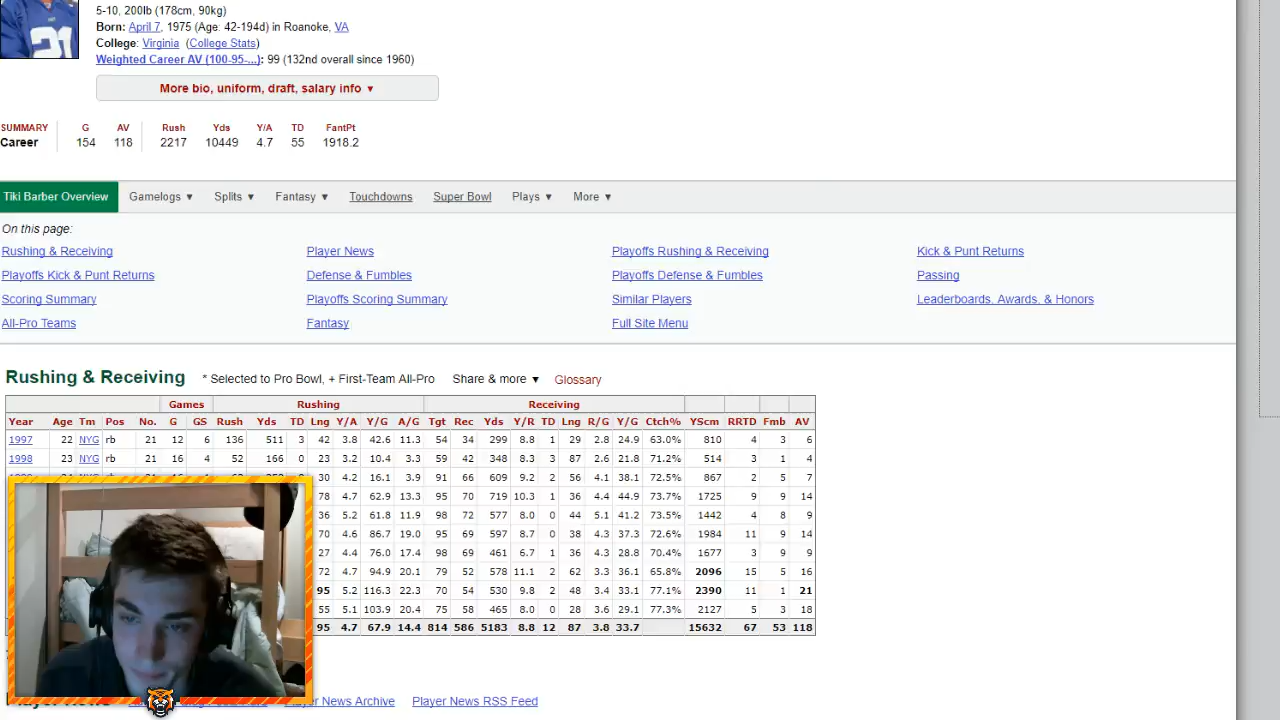 5-10, 200lb (178cm, 90kg)
Born: April 7, 1975 (Age: 42-194d) in Roanoke, VA
College: Virginia (College Stats)
Weighted Career AV (100-95-...): 99 (132nd overall since 1960)
More bio, uniform, draft, salary info ▼
SUMMARY G AV Rush Yds Y/A TD FantPt
Career 154 118 2217 10449 4.7 55 1918.2
Tiki Barber Overview Gamelogs ▼ Splits ▼ Fantasy ▼ Touchdowns Super Bowl Plays ▼ More ▼
On this page:
Rushing & Receiving Player News Playoffs Rushing & Receiving Kick & Punt Returns
Playoffs Kick & Punt Returns Defense & Fumbles Playoffs Defense & Fumbles Passing
Scoring Summary Playoffs Scoring Summary Similar Players Leaderboards, Awards, & Honors
All-Pro Teams Fantasy Full Site Menu
Rushing & Receiving * Selected to Pro Bowl, + First-Team All-Pro Share & more ▼ Glossary
Games Rushing Receiving
Year Age Tm Pos No. G GS Rush Yds TD Lng Y/A Y/G A/G Tgt Rec Yds Y/R TD Lng R/G Y/G Ctch% YScm RRTD Fmb AV
1997 22 NYG rb 21 12 6 136 511 3 42 3.8 42.6 11.3 54 34 299 8.8 1 29 2.8 24.9 63.0% 810 4 3 6
1998 23 NYG rb 21 16 4 52 166 0 23 3.2 10.4 3.3 59 42 348 8.3 3 87 2.6 21.8 71.2% 514 3 1 4
30 4.2 16.1 3.9 91 66 609 9.2 2 56 4.1 38.1 72.5% 867 2 5 7
78 4.7 62.9 13.3 95 70 719 10.3 1 36 4.4 44.9 73.7% 1725 9 9 14
36 5.2 61.8 11.9 98 72 577 8.0 0 44 5.1 41.2 73.5% 1442 4 8 9
70 4.6 86.7 19.0 95 69 597 8.7 0 38 4.3 37.3 72.6% 1984 11 9 14
27 4.4 76.0 17.4 98 69 461 6.7 1 36 4.3 28.8 70.4% 1677 3 9 9
72 4.7 94.9 20.1 79 52 578 11.1 2 62 3.3 36.1 65.8% 2096 15 5 16
95 5.2 116.3 22.3 70 54 530 9.8 2 48 3.4 33.1 77.1% 2390 11 1 21
55 5.1 103.9 20.4 75 58 465 8.0 0 28 3.6 29.1 77.3% 2127 5 3 18
95 4.7 67.9 14.4 814 586 5183 8.8 12 87 3.8 33.7 15632 67 53 118
News Archive Player News RSS Feed